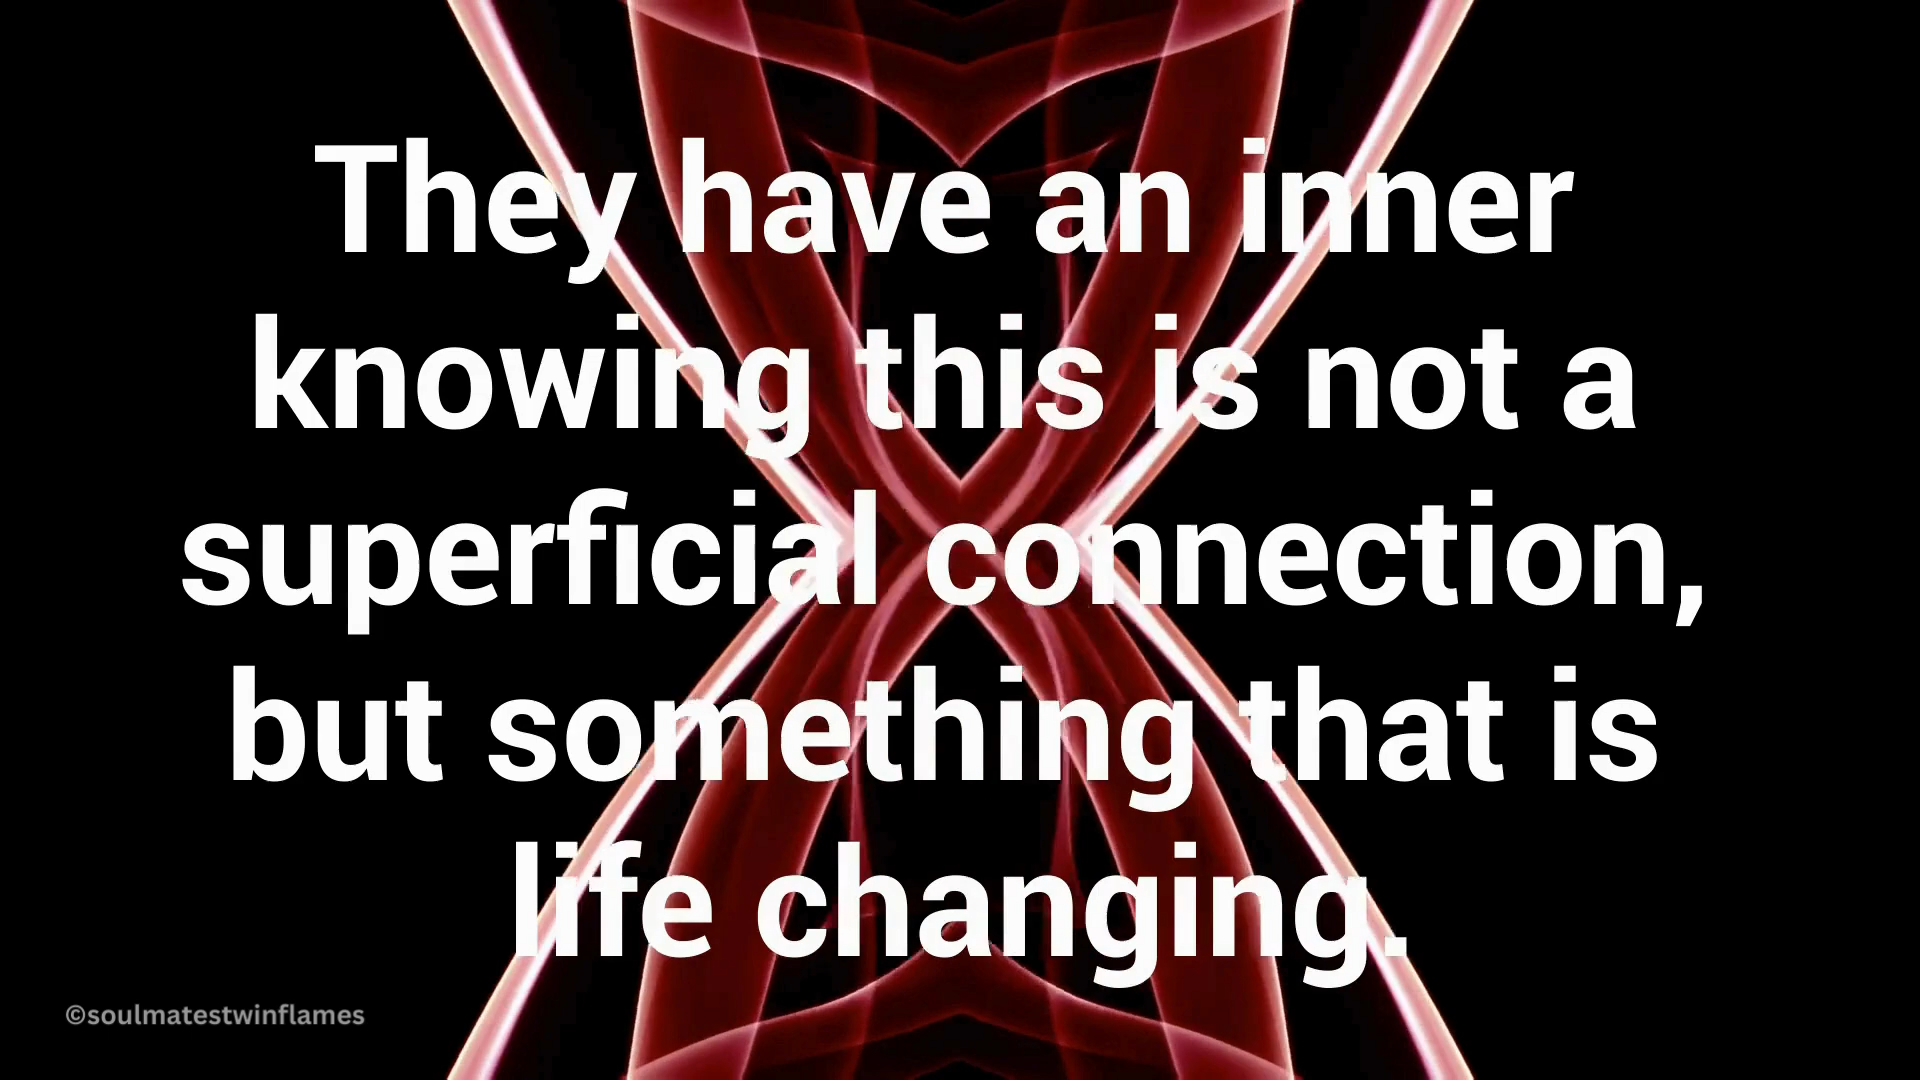 They have an inner
knowing this is not a
superficial connection,
but something that is
life changing.
©soulmatestwinflames